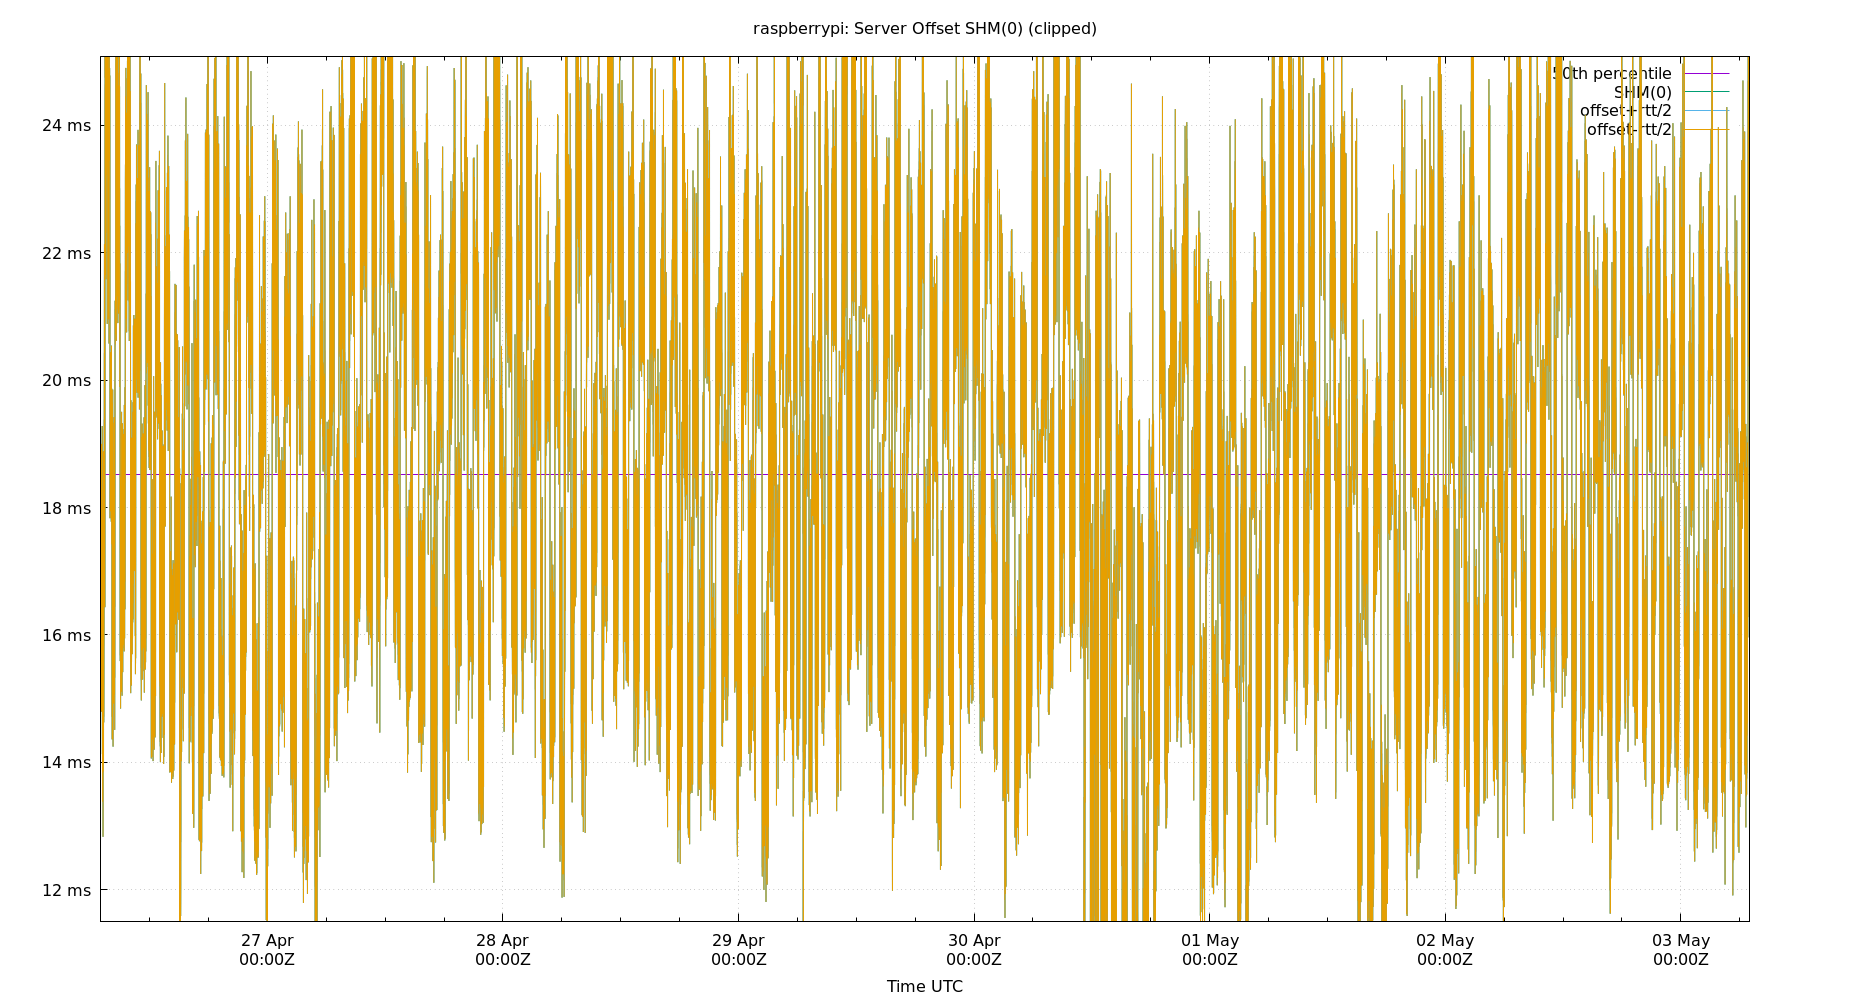 raspberrypi: Server Offset SHM(0) (clipped)
50th percentile
SHM(0)
offset+rtt/2
offset-rtt/2
24 ms
22 ms
20 ms
18 ms
16 ms
14 ms
12 ms
27 Apr 28 Apr 29 Apr 30 Apr 01 May 02 May 03 May
00:00Z 00:00Z 00:00Z 00:00Z 00:00Z 00:00Z 00:00Z
Time UTC